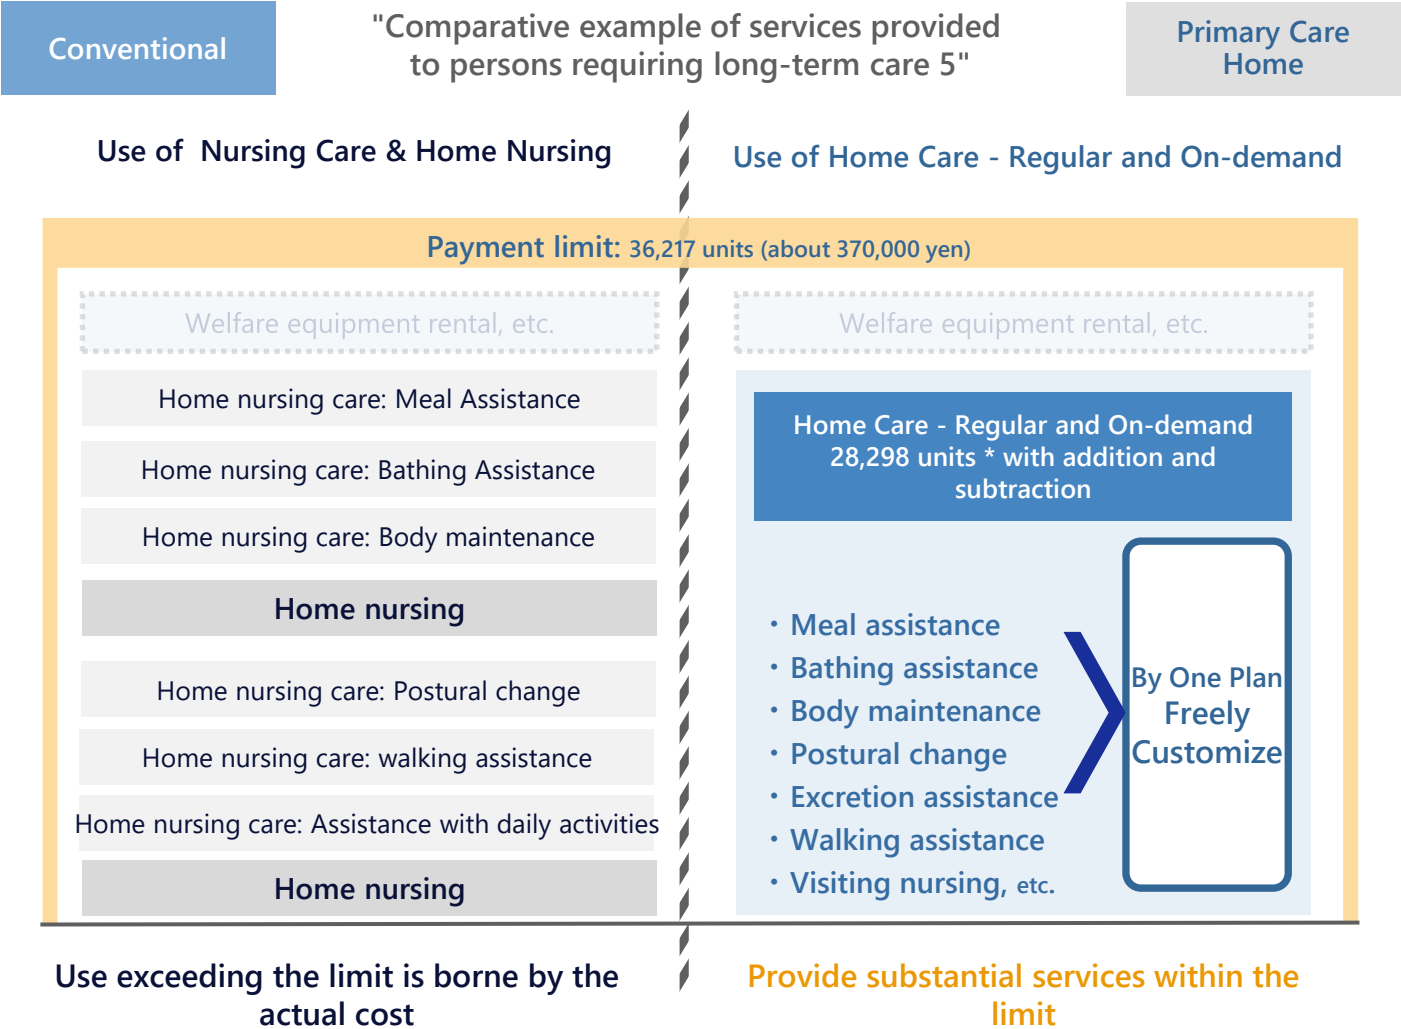 Conventional
"Comparative example of services provided
to persons requiring long-term care 5"
Primary Care
Home
Use of Nursing Care & Home Nursing
Use of Home Care - Regular and On-demand
Payment limit: 36,217 units (about 370,000 yen)
Welfare equipment rental, etc.
Home nursing care: Meal Assistance
Home nursing care: Bathing Assistance
Home nursing care: Body maintenance
Home nursing
Home nursing care: Postural change
Home nursing care: walking assistance
Home nursing care: Assistance with daily activities
Home nursing
Use exceeding the limit is borne by the
actual cost
Welfare equipment rental, etc.
Home Care - Regular and On-demand
28,298 units * with addition and
subtraction
・Meal assistance
・Bathing assistance
・Body maintenance
・Postural change
・Excretion assistance
・Walking assistance
・Visiting nursing, etc.
By One Plan
Freely
Customize
Provide substantial services within the
limit